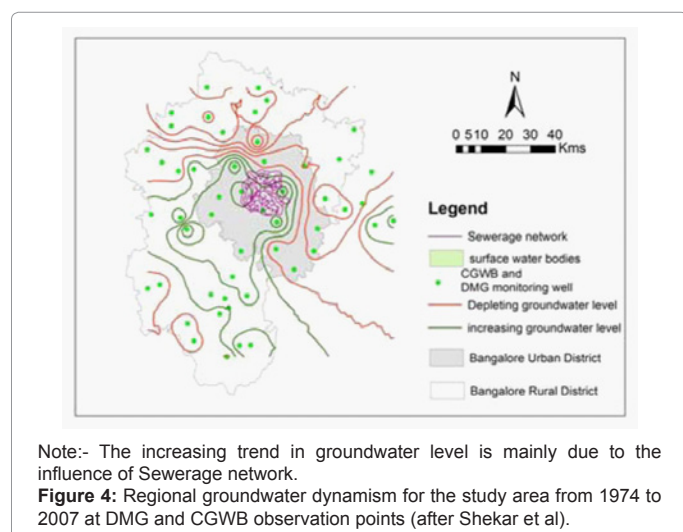 N
0 5 10 20 30 40
Kms
Legend
Sewerage network
surface water bodies
CGWB and
DMG monitoring well
Depleting groundwater level
increasing groundwater level
Bangalore Urban District
Bangalore Rural District
Note:- The increasing trend in groundwater level is mainly due to the
influence of Sewerage network.
Figure 4: Regional groundwater dynamism for the study area from 1974 to
2007 at DMG and CGWB observation points (after Shekar et al).